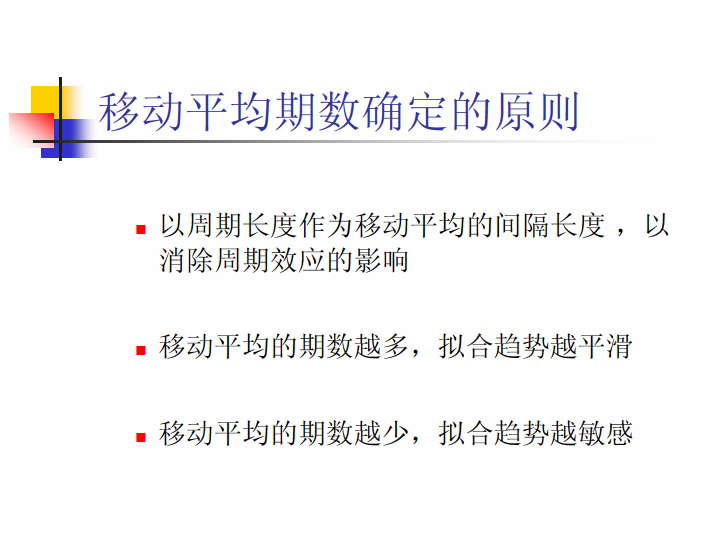 移动平均期数确定的原则
以周期长度作为移动平均的间隔长度 ，以
消除周期效应的影响
移动平均的期数越多，拟合趋势越平滑
移动平均的期数越少，拟合趋势越敏感